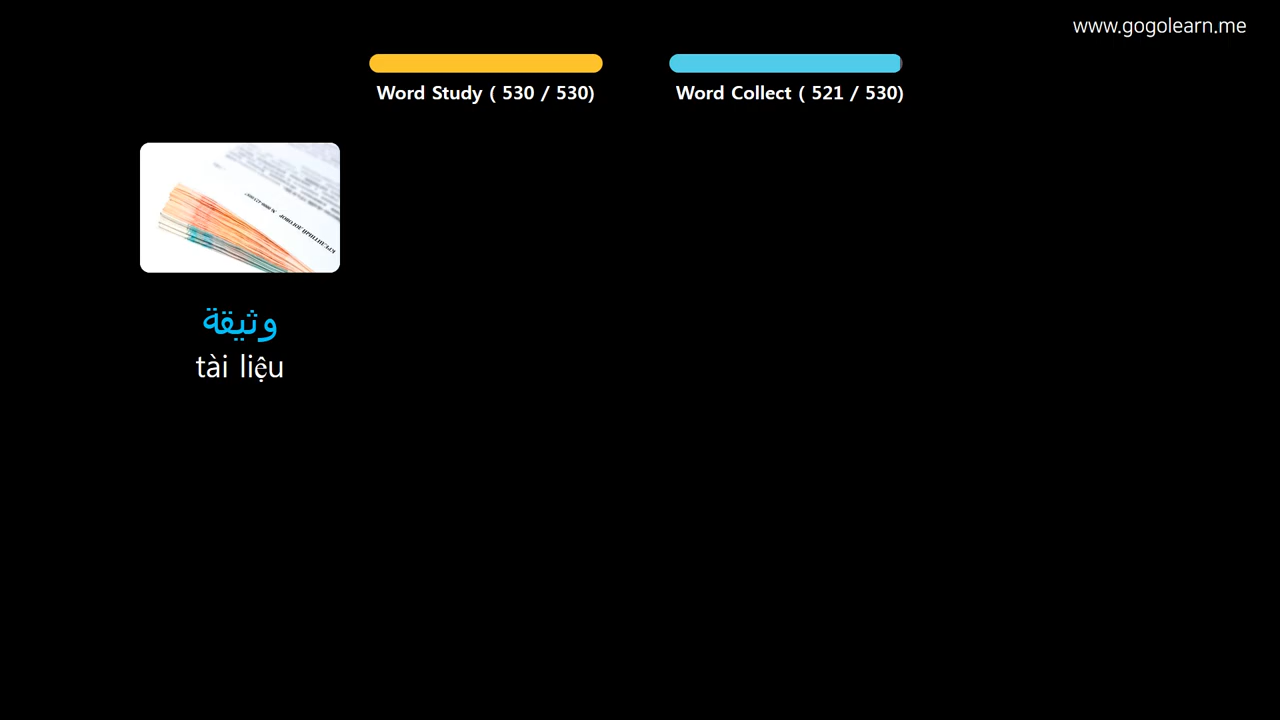 www.gogolearn.me
Word Study ( 530 / 530)
Word Collect ( 521 / 530)
وثيقة
tài liệu